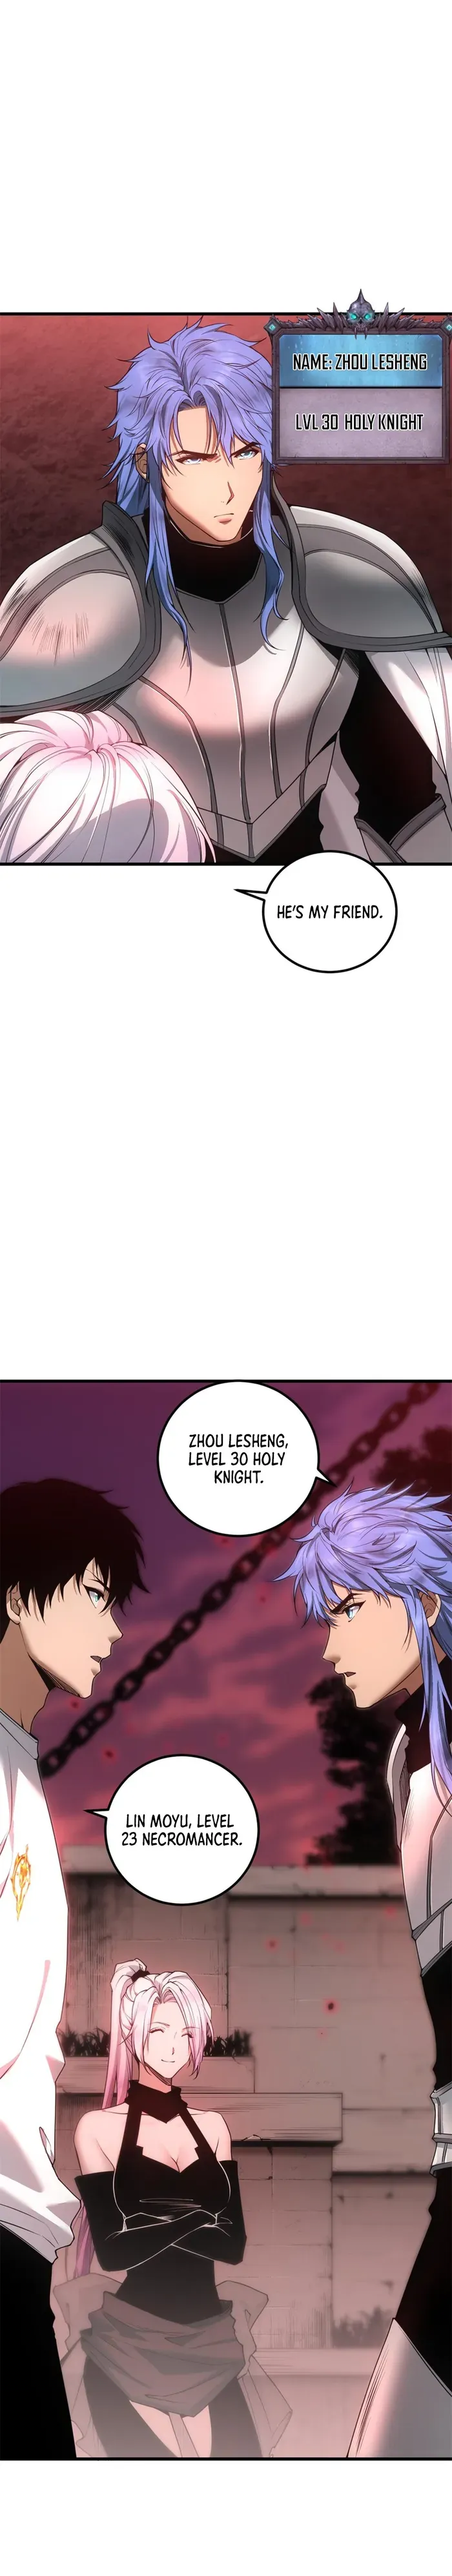 NAME: ZHOU LESHENG
LVL 30 HOLY KNIGHT
HE'S MY FRIEND.
ZHOU LESHENG,
LEVEL 30 HOLY
KNIGHT.
LIN MOYU, LEVEL
23 NECROMANCER.